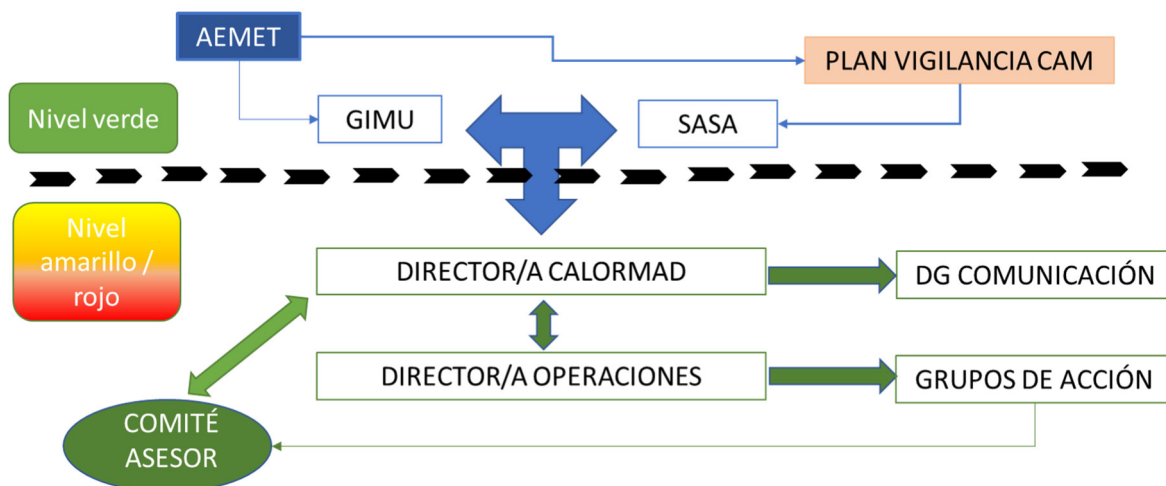 AEMET
PLAN VIGILANCIA CAM
Nivel verde
GIMU
SASA
Nivel
amarillo /
rojo
DIRECTOR/A CALORMAD
DG COMUNICACIÓN
DIRECTOR/A OPERACIONES
GRUPOS DE ACCIÓN
COMITÉ
ASESOR